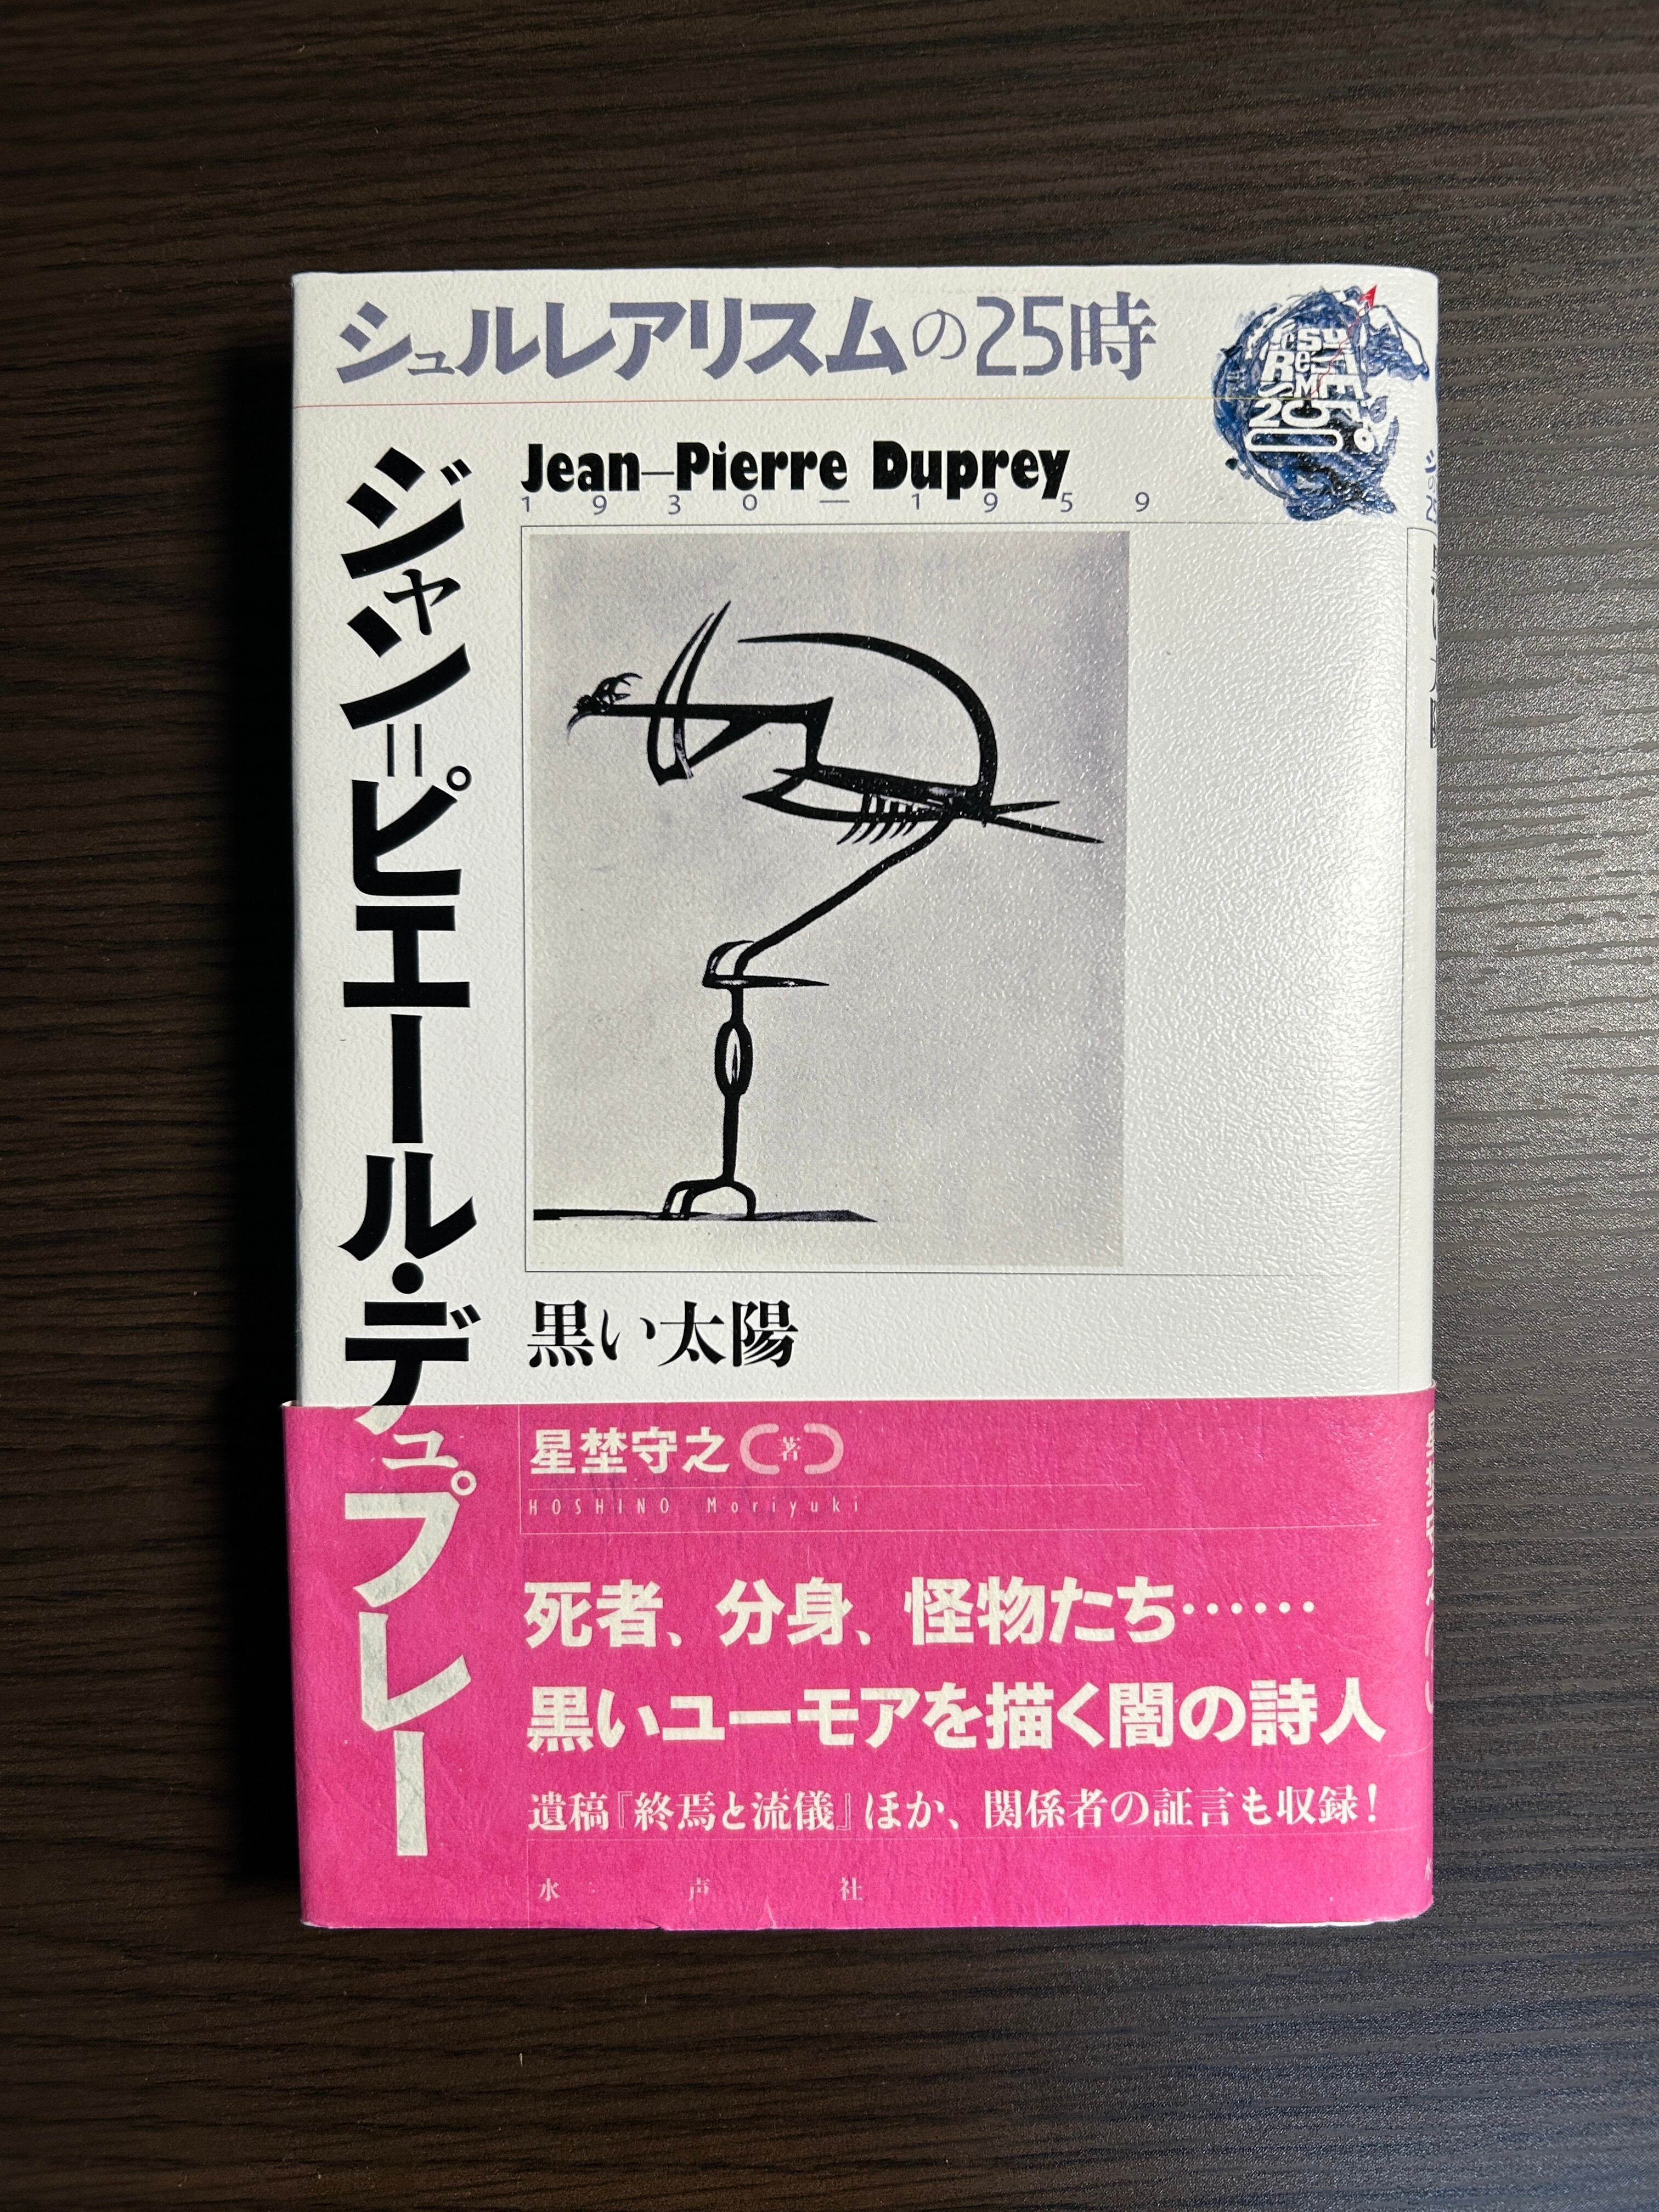 シュルレアリスムの25時
Jean–Pierre Duprey
1930—1959
ジャン=ピエール・デュプレー
黒い太陽
星埜守之 著
HOSHINO Moriyuki
死者、分身、怪物たち……
黒いユーモアを描く闇の詩人
遺稿『終焉と流儀』ほか、関係者の証言も収録!
水声社